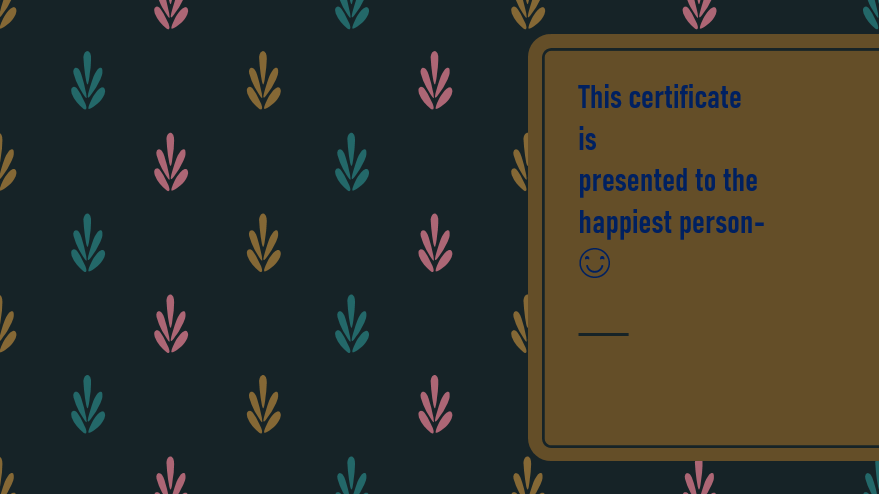 This certificate
is
presented to the
happiest person-
☺